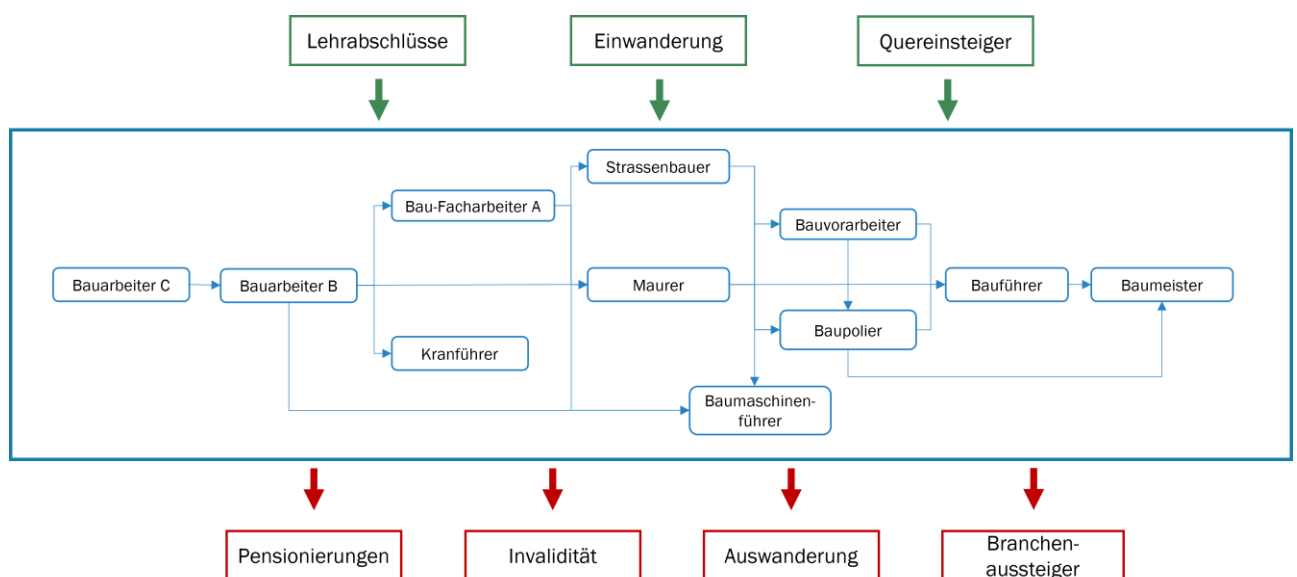 Lehrabschlüsse
Einwanderung
Quereinsteiger
Strassenbauer
Bau-Facharbeiter A
Bauvorarbeiter
Bauarbeiter C
Bauarbeiter B
Maurer
Bauführer
Baumeister
Baupolier
Kranführer
Baumaschinen-
führer
Pensionierungen
Invalidität
Auswanderung
Branchen-
aussteiger